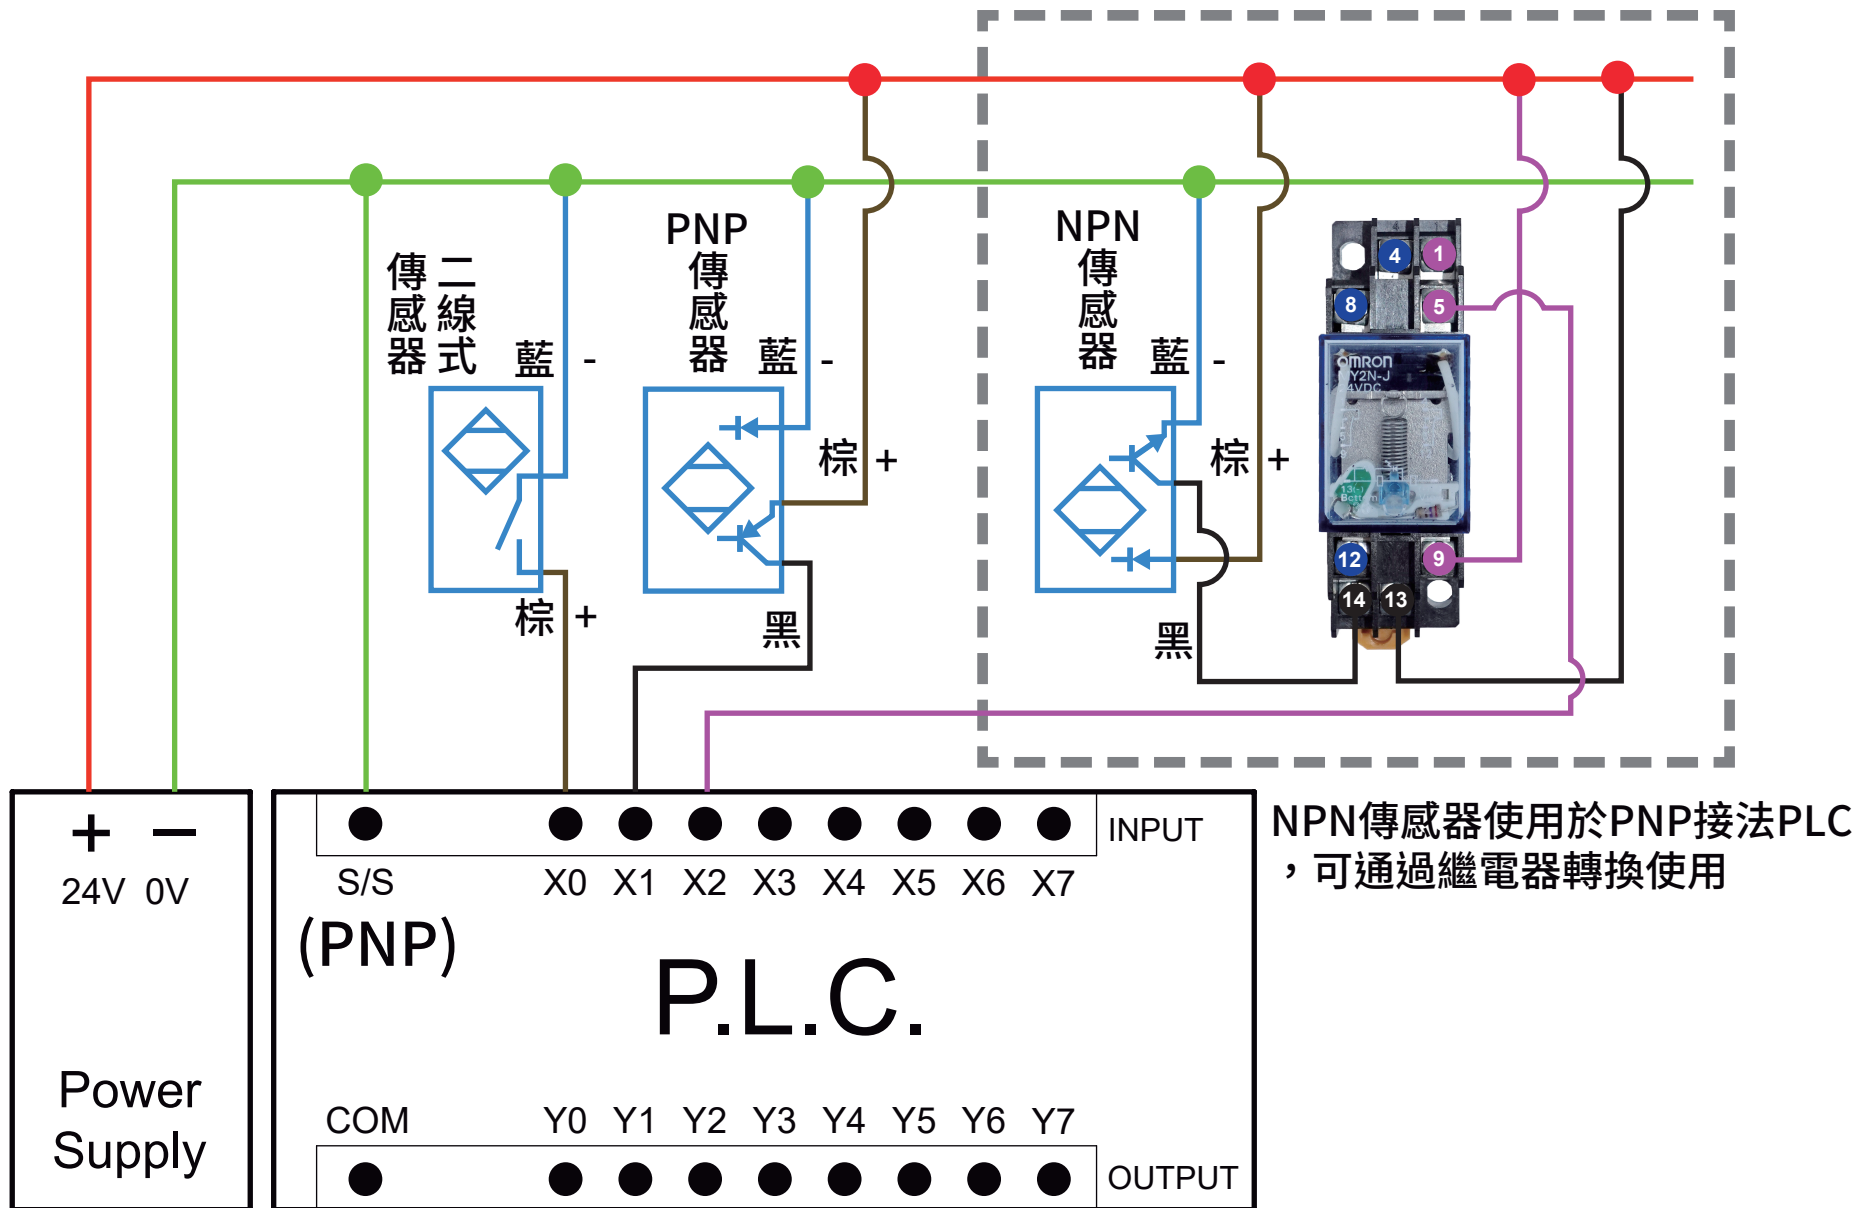 二線式
傳感器
藍 -
棕 +
PNP
傳感器
藍 -
棕 +
黑
NPN
傳感器
藍 -
棕 +
黑
4
1
8
5
OMRON
MY2N-J
24VDC
13(-)
12
9
14
13
NPN傳感器使用於PNP接法PLC
，可通過繼電器轉換使用
+ −
24V 0V
Power
Supply
INPUT
S/S X0 X1 X2 X3 X4 X5 X6 X7
(PNP)
P.L.C.
COM Y0 Y1 Y2 Y3 Y4 Y5 Y6 Y7
OUTPUT